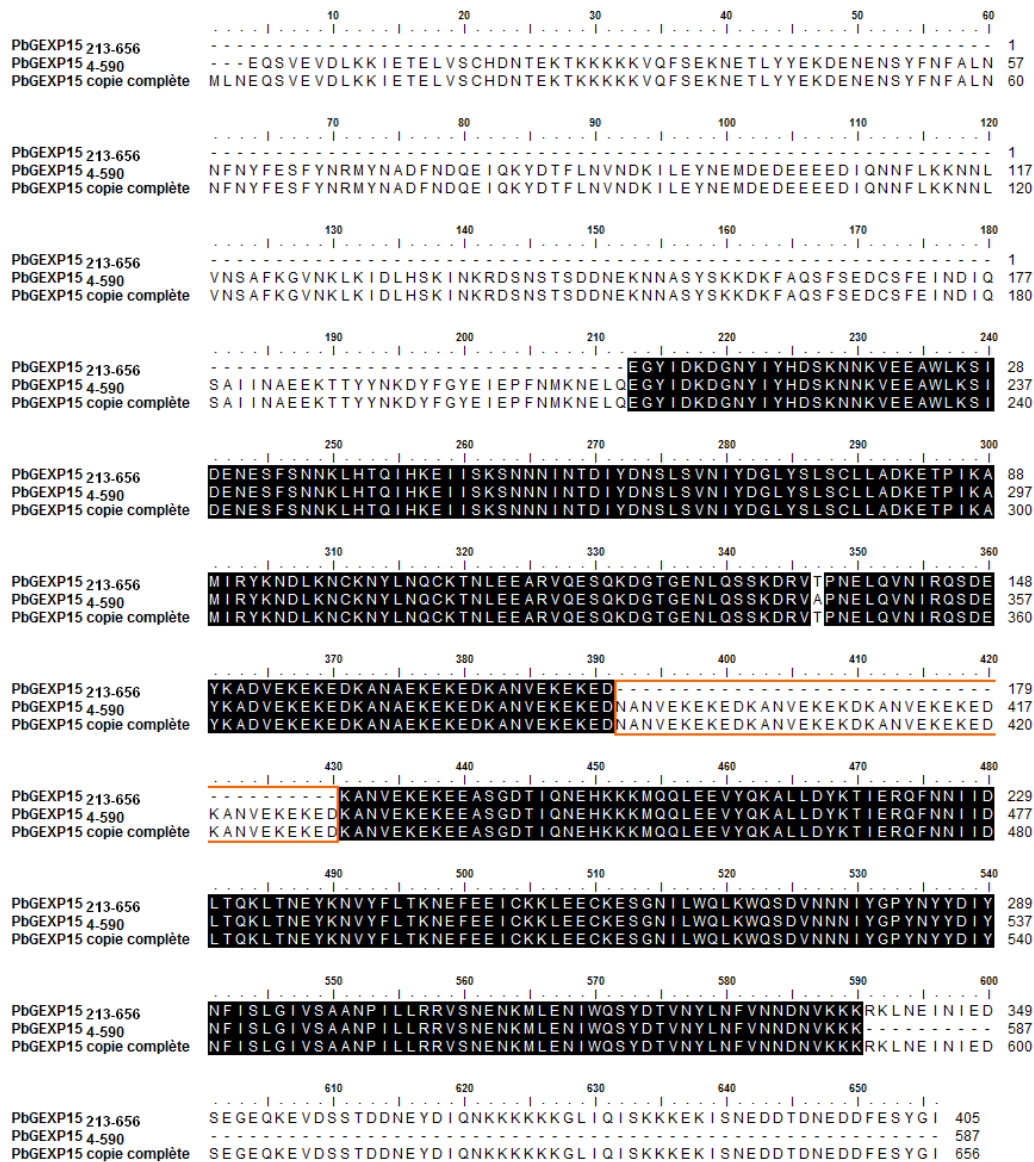 10 20 30 40 50 60
PbGEXP15 213-656 ------------------------------------------------------------ 1
PbGEXP15 4-590 ---EQSVEVDLKKIETELVSCHDNTEKTKKKKKVQFSEKNETLYYEKDENENSYFNFALN 57
PbGEXP15 copie complète MLNEQSVEVDLKKIETELVSCHDNTEKTKKKKKVQFSEKNETLYYEKDENENSYFNFALN 60
70 80 90 100 110 120
PbGEXP15 213-656 ------------------------------------------------------------ 1
PbGEXP15 4-590 NFNYFESFYNRMYNADFNDQEIQKYDTFLNVNDKILEYNEMDEDEEEEDIQNNFLKKNNL 117
PbGEXP15 copie complète NFNYFESFYNRMYNADFNDQEIQKYDTFLNVNDKILEYNEMDEDEEEEDIQNNFLKKNNL 120
130 140 150 160 170 180
PbGEXP15 213-656 ------------------------------------------------------------ 1
PbGEXP15 4-590 VNSAFKGVNKLKIDLHSKINKRDSNSTSDDNEKNNASYSKKDKFAQSFSEDCSFEINDIQ 177
PbGEXP15 copie complète VNSAFKGVNKLKIDLHSKINKRDSNSTSDDNEKNNASYSKKDKFAQSFSEDCSFEINDIQ 180
190 200 210 220 230 240
PbGEXP15 213-656 --------------------------------EGYIDKDGNYIYHDSKNNKVEEAWLKSI 28
PbGEXP15 4-590 SAIINAEEKTTYYNKDYFGYEIEPFNMKNELQEGYIDKDGNYIYHDSKNNKVEEAWLKSI 237
PbGEXP15 copie complète SAIINAEEKTTYYNKDYFGYEIEPFNMKNELQEGYIDKDGNYIYHDSKNNKVEEAWLKSI 240
250 260 270 280 290 300
PbGEXP15 213-656 DENESFSNNKLHTQIHKEIISKSNNNINTDIYDNSLSVNIYDGLYSLSCLLADKETPIKA 88
PbGEXP15 4-590 DENESFSNNKLHTQIHKEIISKSNNNINTDIYDNSLSVNIYDGLYSLSCLLADKETPIKA 297
PbGEXP15 copie complète DENESFSNNKLHTQIHKEIISKSNNNINTDIYDNSLSVNIYDGLYSLSCLLADKETPIKA 300
310 320 330 340 350 360
PbGEXP15 213-656 MIRYKNDLKNCKNYLNQCKTNLEEARVQESQKDGTGENLQSSKDRVTPNELQVNIRQSDE 148
PbGEXP15 4-590 MIRYKNDLKNCKNYLNQCKTNLEEARVQESQKDGTGENLQSSKDRVAPNELQVNIRQSDE 357
PbGEXP15 copie complète MIRYKNDLKNCKNYLNQCKTNLEEARVQESQKDGTGENLQSSKDRVTPNELQVNIRQSDE 360
370 380 390 400 410 420
PbGEXP15 213-656 YKADVEKEKEDKANAEKEKEDKANVEKEKED----------------------------- 179
PbGEXP15 4-590 YKADVEKEKEDKANAEKEKEDKANVEKEKEDNANVEKEKEDKANVEKEKDKANVEKEKED 417
PbGEXP15 copie complète YKADVEKEKEDKANAEKEKEDKANVEKEKEDNANVEKEKEDKANVEKEKDKANVEKEKED 420
430 440 450 460 470 480
PbGEXP15 213-656 ----------KANVEKEKEEASGDTIQNEHKKKMQQLEEVYQKALLDYKTIERQFNNIID 229
PbGEXP15 4-590 KANVEKEKEDKANVEKEKEEASGDTIQNEHKKKMQQLEEVYQKALLDYKTIERQFNNIID 477
PbGEXP15 copie complète KANVEKEKEDKANVEKEKEEASGDTIQNEHKKKMQQLEEVYQKALLDYKTIERQFNNIID 480
490 500 510 520 530 540
PbGEXP15 213-656 LTQKLTNEYKNVYFLTKNEFEEICKKLEECKESGNILWQLKWQSDVNNNIYGPYNYYDIY 289
PbGEXP15 4-590 LTQKLTNEYKNVYFLTKNEFEEICKKLEECKESGNILWQLKWQSDVNNNIYGPYNYYDIY 537
PbGEXP15 copie complète LTQKLTNEYKNVYFLTKNEFEEICKKLEECKESGNILWQLKWQSDVNNNIYGPYNYYDIY 540
550 560 570 580 590 600
PbGEXP15 213-656 NFISLGIVSAANPILLRRVSNENKMLENIWQSYDTVNYLNFVNNDNVKKKRKLNEINIED 349
PbGEXP15 4-590 NFISLGIVSAANPILLRRVSNENKMLENIWQSYDTVNYLNFVNNDNVKKK---------- 587
PbGEXP15 copie complète NFISLGIVSAANPILLRRVSNENKMLENIWQSYDTVNYLNFVNNDNVKKKRKLNEINIED 600
610 620 630 640 650
PbGEXP15 213-656 SEGEQKEVDSSTDDNEYDIQNKKKKKKGLIQISKKKEKISNEDDTDNEDDFESYGI 405
PbGEXP15 4-590 -------------------------------------------------------- 587
PbGEXP15 copie complète SEGEQKEVDSSTDDNEYDIQNKKKKKKGLIQISKKKEKISNEDDTDNEDDFESYGI 656